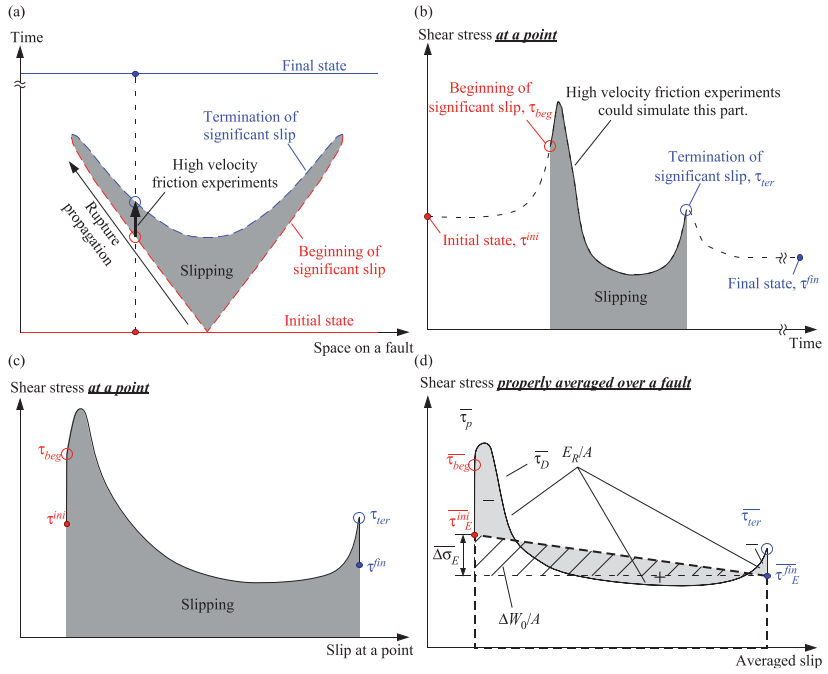 (a)
Time
Final state
Termination of
significant slip
High velocity
friction experiments
Rupture
propagation
Slipping
Beginning of
significant slip
Initial state
Space on a fault
(b)
Shear stress at a point
Beginning of
significant slip, τbeg
High velocity friction experiments
could simulate this part.
Termination of
significant slip, τter
Initial state, τini
Slipping
Final state, τfin
Time
(c)
Shear stress at a point
τbeg
τini
τter
τfin
Slipping
Slip at a point
(d)
Shear stress properly averaged over a fault
τp
τbeg
τD
ER/A
−
τiniE
τter
−
ΔσE
+
τfinE
ΔW0/A
Averaged slip